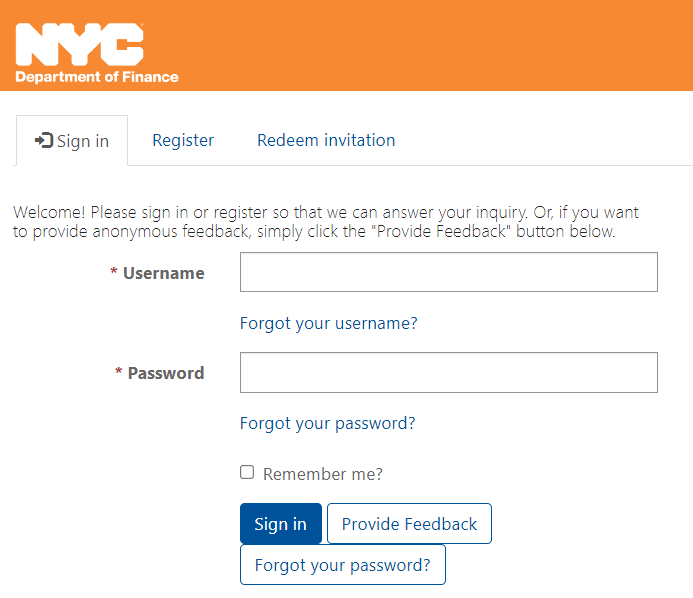 NYC
Department of Finance
Sign in
Register
Redeem invitation
Welcome! Please sign in or register so that we can answer your inquiry. Or, if you want
to provide anonymous feedback, simply click the "Provide Feedback" button below.
* Username
Forgot your username?
* Password
Forgot your password?
Remember me?
Sign in
Provide Feedback
Forgot your password?